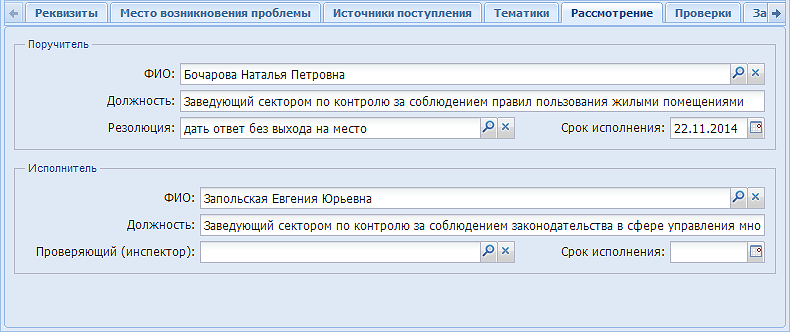 Реквизиты Место возникновения проблемы Источники поступления Тематики Рассмотрение Проверки За
Поручитель
ФИО: Бочарова Наталья Петровна
Должность: Заведующий сектором по контролю за соблюдением правил пользования жилыми помещениями
Резолюция: дать ответ без выхода на место Срок исполнения: 22.11.2014
Исполнитель
ФИО: Запольская Евгения Юрьевна
Должность: Заведующий сектором по контролю за соблюдением законодательства в сфере управления мно
Проверяющий (инспектор): Срок исполнения: